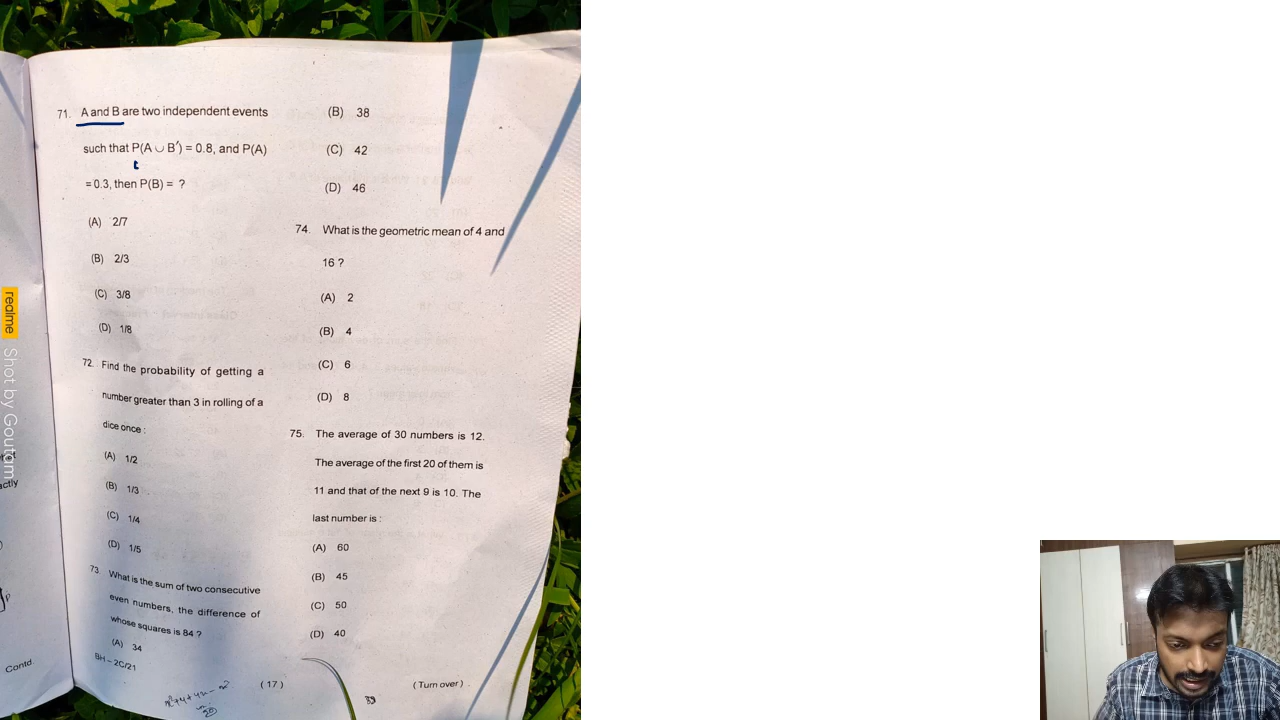 71. A and B are two independent events
such that P(A ∪ B′) = 0.8, and P(A)
= 0.3, then P(B) = ?
(A) 2/7
(B) 2/3
(C) 3/8
(D) 1/8
72. Find the probability of getting a
number greater than 3 in rolling of a
dice once :
(A) 1/2
(B) 1/3
(C) 1/4
(D) 1/5
73. What is the sum of two consecutive
even numbers, the difference of
whose squares is 84 ?
(A) 34
BH – 2C/21
(17)
(B) 38
(C) 42
(D) 46
74. What is the geometric mean of 4 and
16 ?
(A) 2
(B) 4
(C) 6
(D) 8
75. The average of 30 numbers is 12.
The average of the first 20 of them is
11 and that of the next 9 is 10. The
last number is :
(A) 60
(B) 45
(C) 50
(D) 40
(Turn over)
Contd.
realme Shot by Goutam